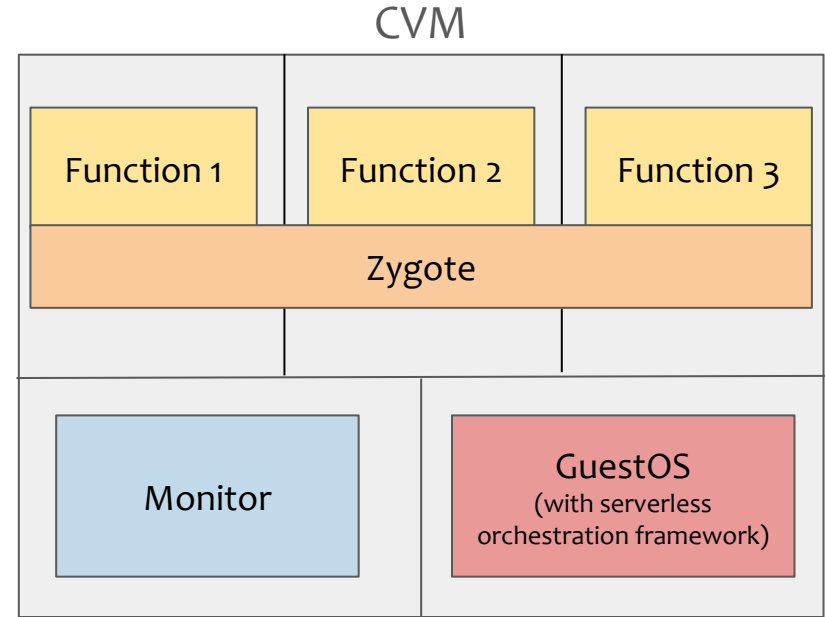 CVM
Function 1
Function 2
Function 3
Zygote
Monitor
GuestOS
(with serverless
orchestration framework)